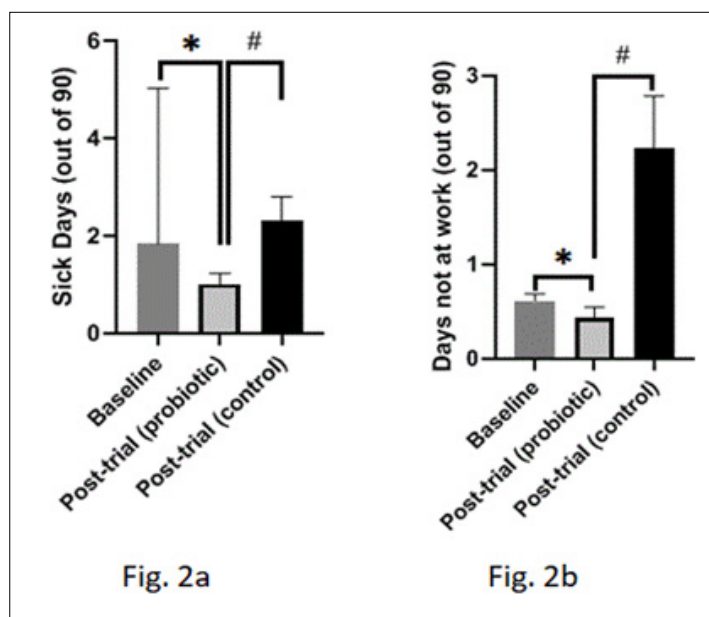 Sick Days (out of 90)
6
4
2
0
*
#
Baseline
Post-trial (probiotic)
Post-trial (control)
Fig. 2a
Days not at work (out of 90)
3
2
1
0
*
#
Baseline
Post-trial (probiotic)
Post-trial (control)
Fig. 2b